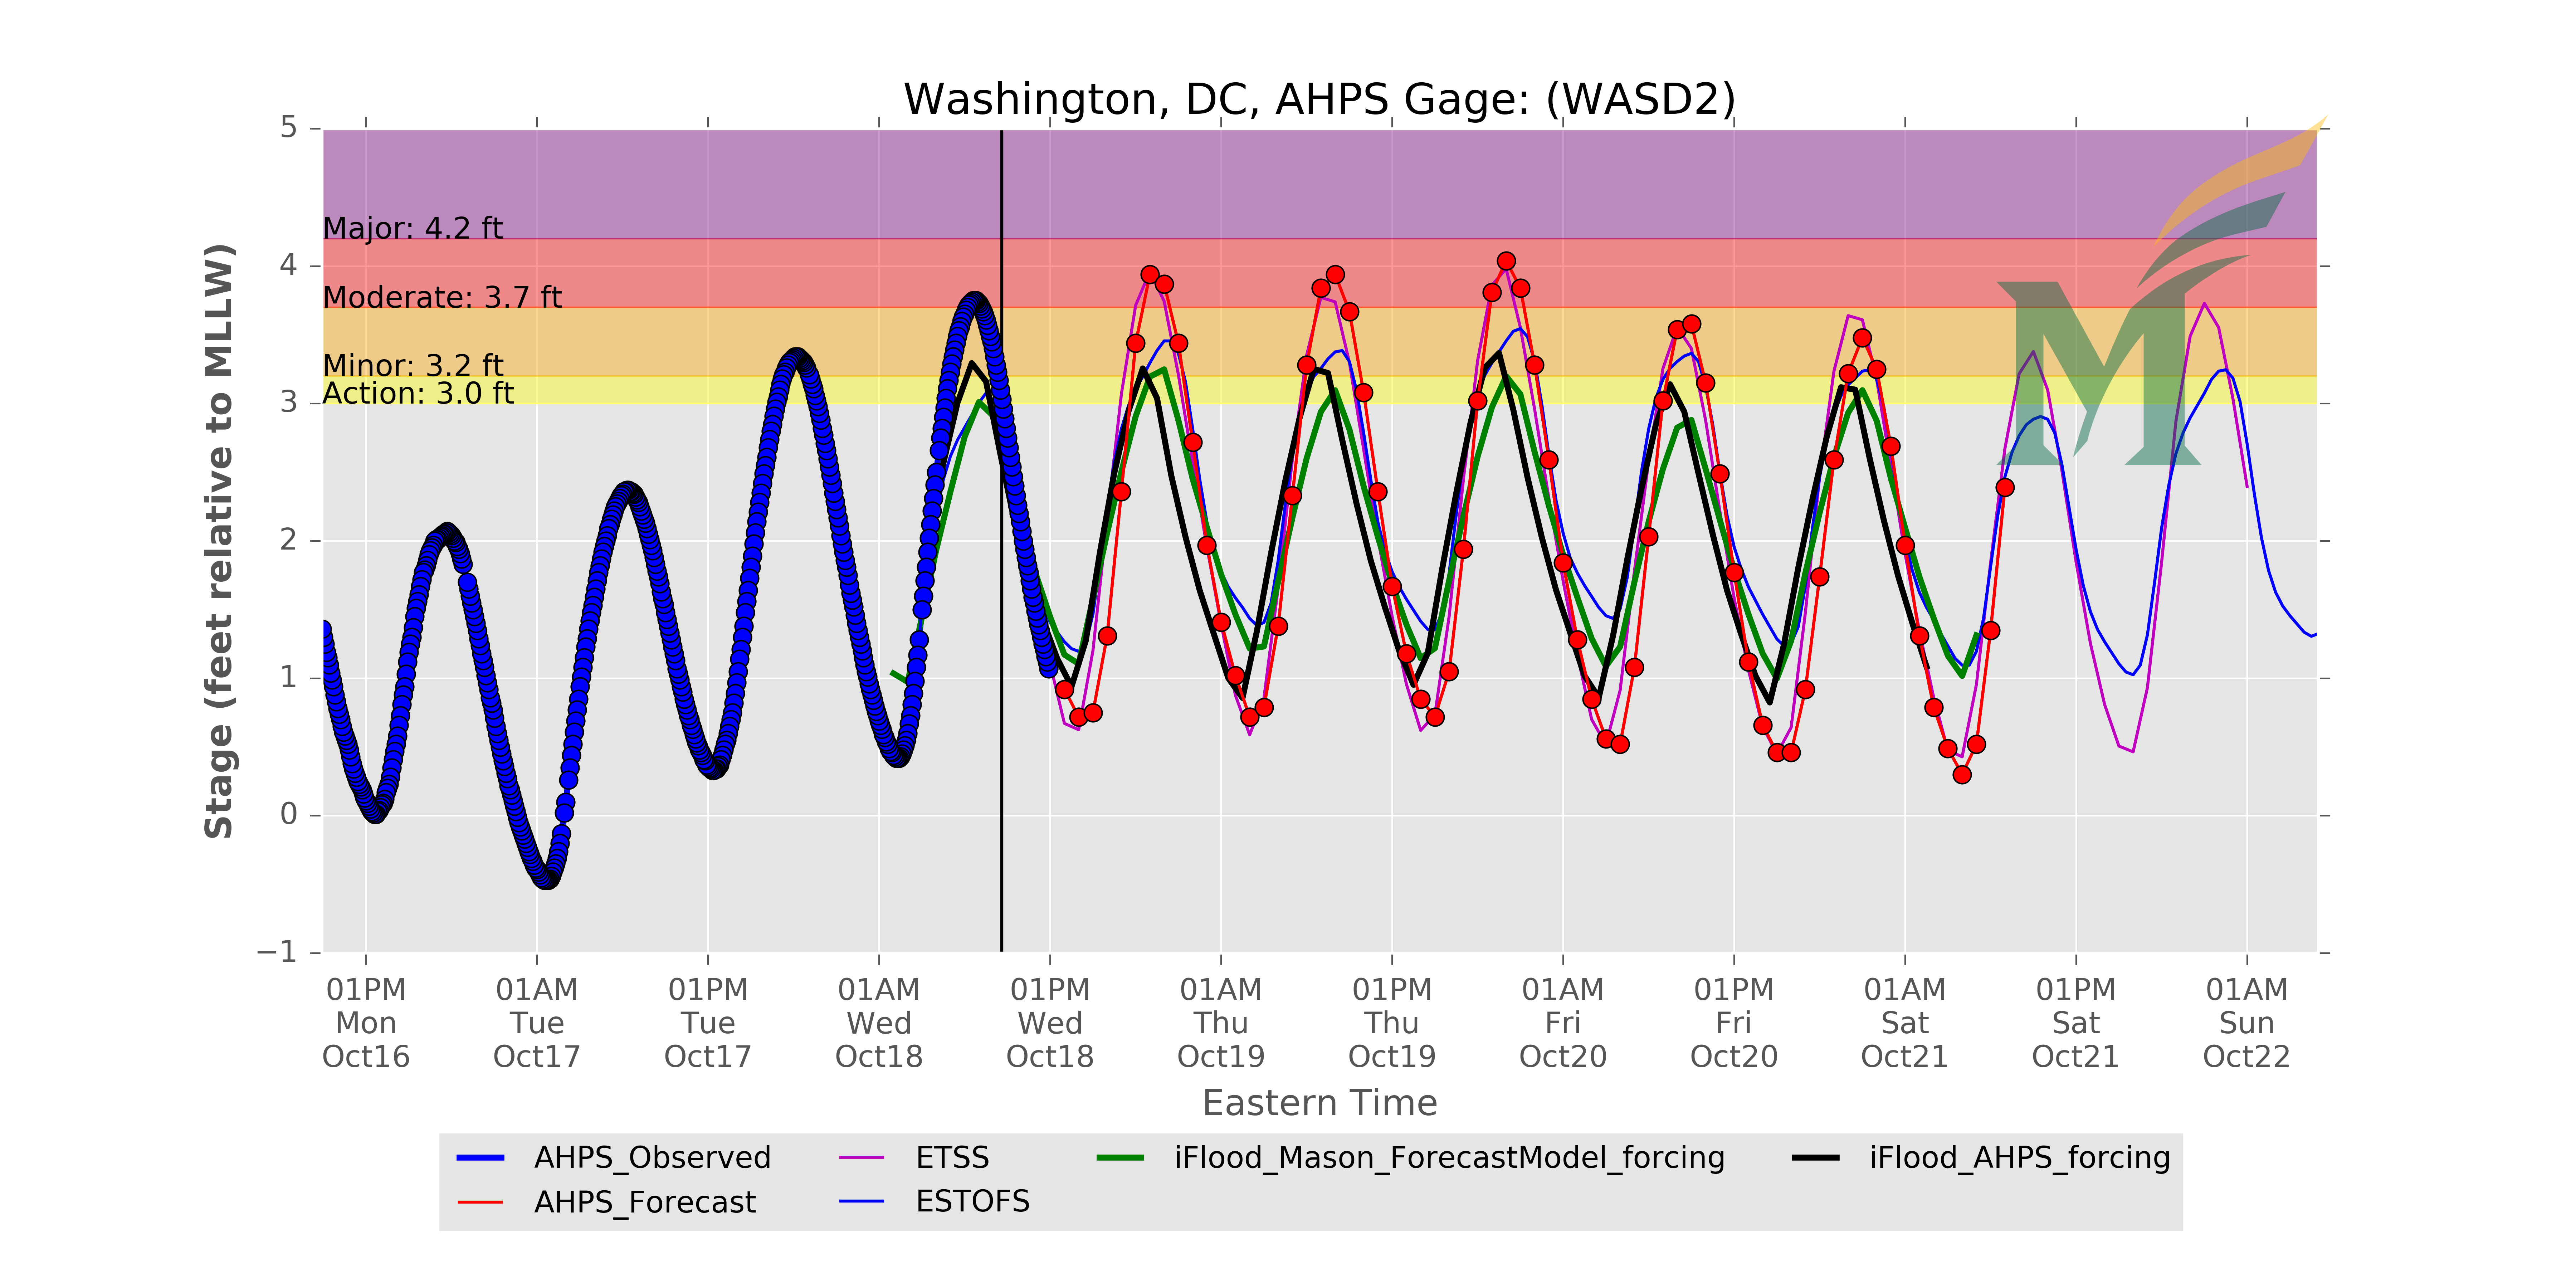 Washington, DC, AHPS Gage: (WASD2)
Stage (feet relative to MLLW)
5
4
3
2
1
0
−1
Major: 4.2 ft
Moderate: 3.7 ft
Minor: 3.2 ft
Action: 3.0 ft
01PM Mon Oct16
01AM Tue Oct17
01PM Tue Oct17
01AM Wed Oct18
01PM Wed Oct18
01AM Thu Oct19
01PM Thu Oct19
01AM Fri Oct20
01PM Fri Oct20
01AM Sat Oct21
01PM Sat Oct21
01AM Sun Oct22
Eastern Time
AHPS_Observed
AHPS_Forecast
ETSS
ESTOFS
iFlood_Mason_ForecastModel_forcing
iFlood_AHPS_forcing
M